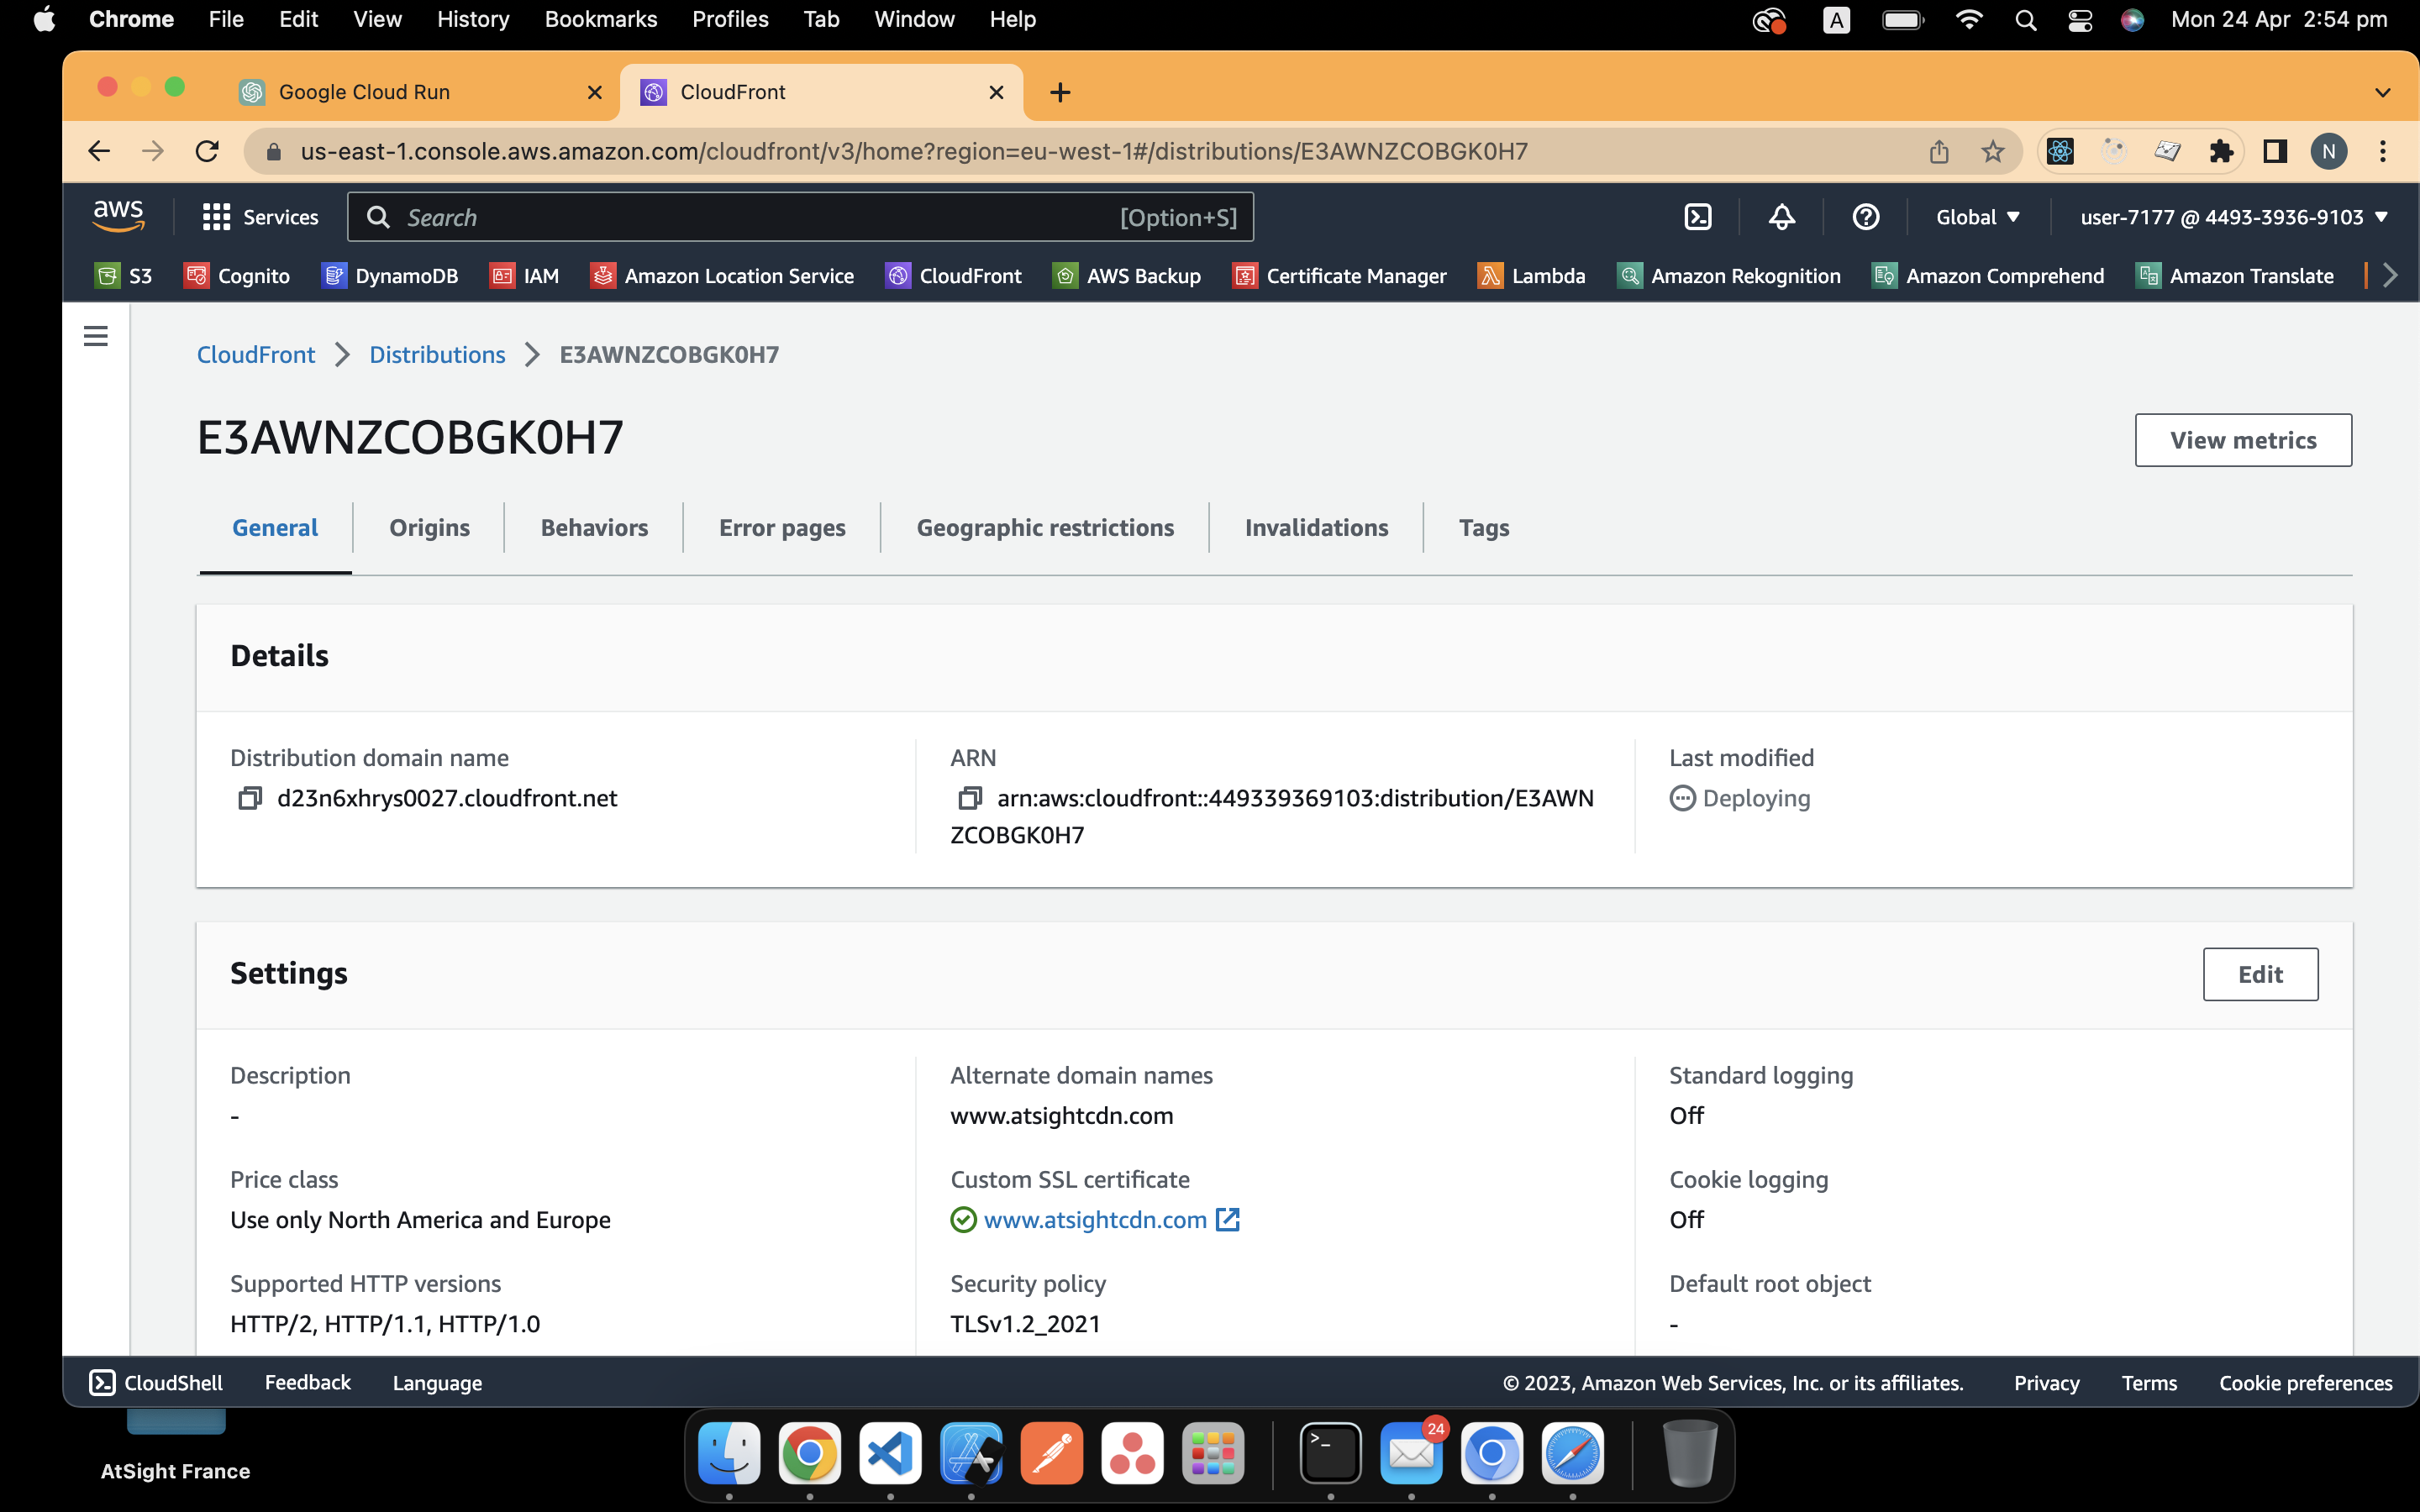 Chrome File Edit View History Bookmarks Profiles Tab Window Help A Mon 24 Apr 2:54 pm
Google Cloud Run CloudFront
us-east-1.console.aws.amazon.com/cloudfront/v3/home?region=eu-west-1#/distributions/E3AWNZCOBGK0H7 N
aws Services Search [Option+S] Global user-7177 @ 4493-3936-9103
S3 Cognito DynamoDB IAM Amazon Location Service CloudFront AWS Backup Certificate Manager Lambda Amazon Rekognition Amazon Comprehend Amazon Translate
CloudFront Distributions E3AWNZCOBGK0H7
E3AWNZCOBGK0H7
View metrics
General Origins Behaviors Error pages Geographic restrictions Invalidations Tags
Details
Distribution domain name
d23n6xhrys0027.cloudfront.net
ARN
arn:aws:cloudfront::449339369103:distribution/E3AWN
ZCOBGK0H7
Last modified
Deploying
Settings
Edit
Description
-
Price class
Use only North America and Europe
Supported HTTP versions
HTTP/2, HTTP/1.1, HTTP/1.0
Alternate domain names
www.atsightcdn.com
Custom SSL certificate
www.atsightcdn.com
Security policy
TLSv1.2_2021
Standard logging
Off
Cookie logging
Off
Default root object
-
CloudShell Feedback Language © 2023, Amazon Web Services, Inc. or its affiliates. Privacy Terms Cookie preferences
24
AtSight France